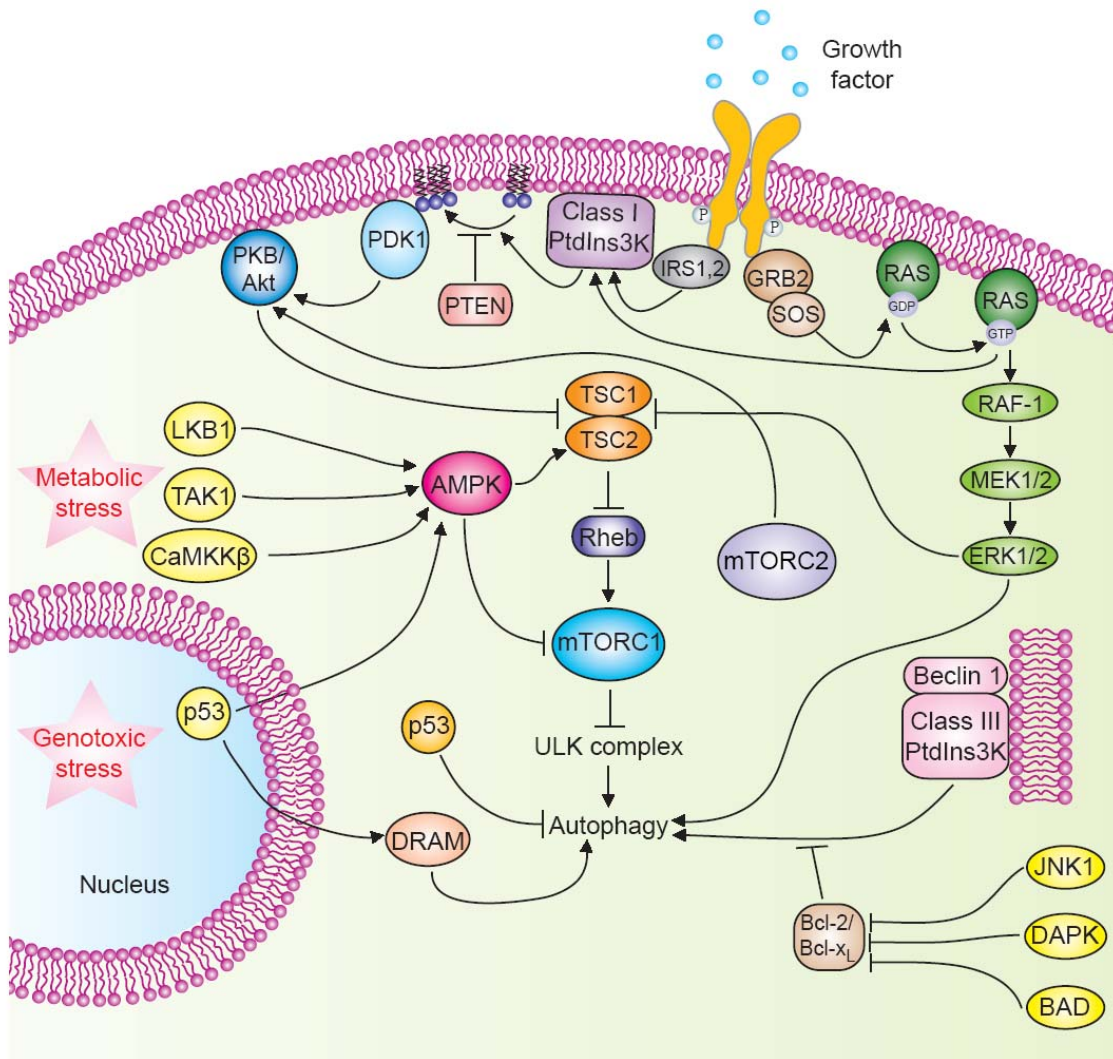 Growth
factor
Class I
PtdIns3K
P
P
PDK1
PKB/
Akt
IRS1,2
GRB2
SOS
RAS
GDP
RAS
GTP
PTEN
TSC1
TSC2
RAF-1
LKB1
Metabolic
stress
TAK1
AMPK
MEK1/2
CaMKKβ
Rheb
mTORC2
ERK1/2
mTORC1
Beclin 1
Class III
PtdIns3K
p53
p53
Genotoxic
stress
ULK complex
Autophagy
DRAM
Nucleus
JNK1
Bcl-2/
Bcl-xL
DAPK
BAD